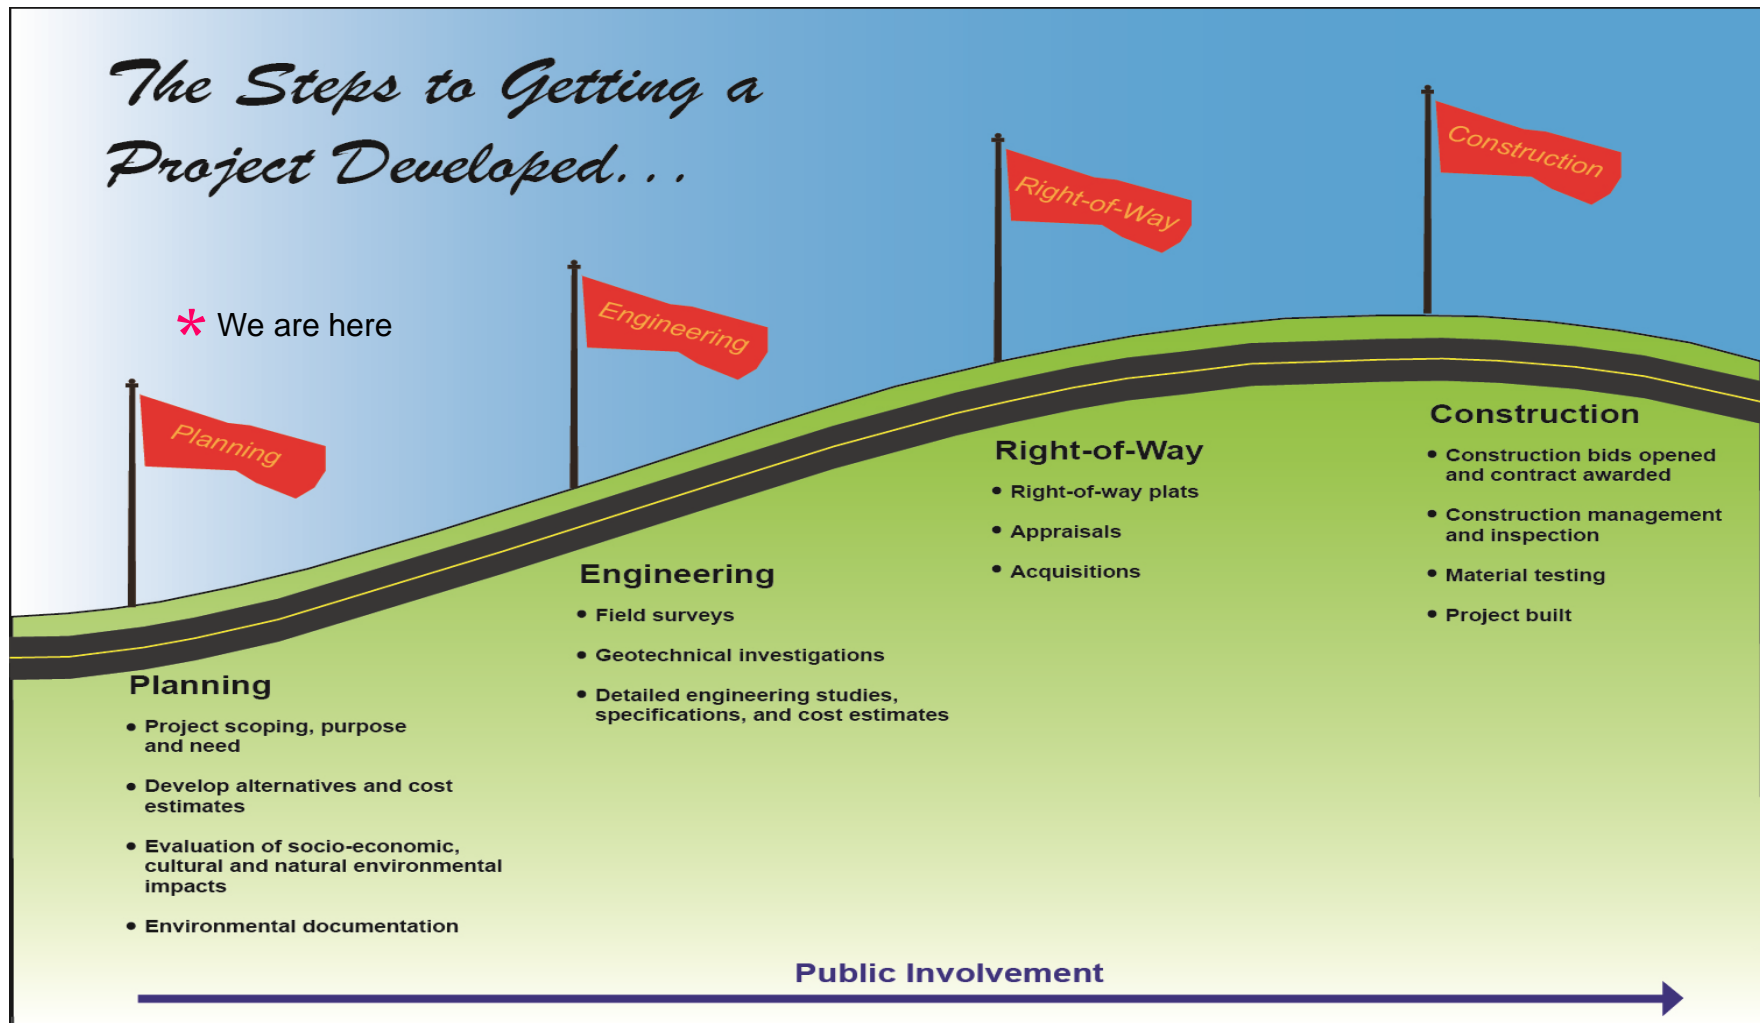 The Steps to Getting a
Project Developed...
* We are here
Planning
Engineering
Right-of-Way
Construction
Planning
• Project scoping, purpose
and need
• Develop alternatives and cost
estimates
• Evaluation of socio-economic,
cultural and natural environmental
impacts
• Environmental documentation
Engineering
• Field surveys
• Geotechnical investigations
• Detailed engineering studies,
specifications, and cost estimates
Right-of-Way
• Right-of-way plats
• Appraisals
• Acquisitions
Construction
• Construction bids opened
and contract awarded
• Construction management
and inspection
• Material testing
• Project built
Public Involvement